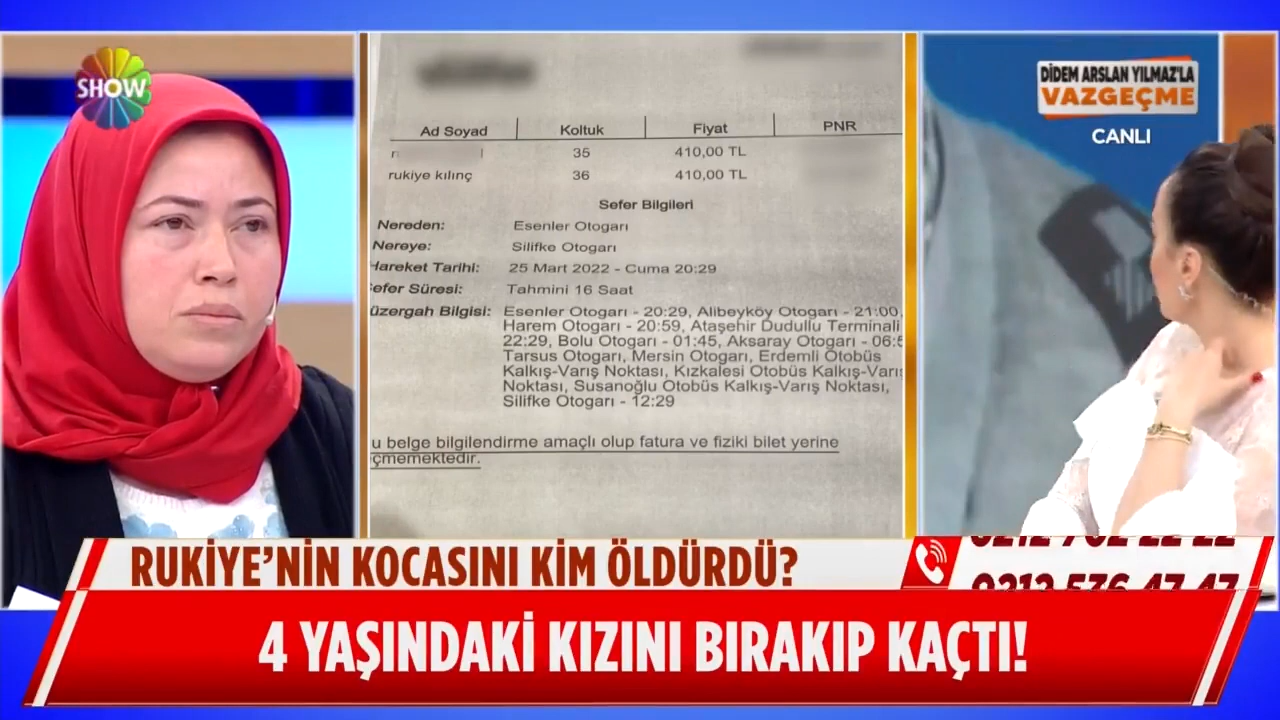 SHOW
DİDEM ARSLAN YILMAZ'LA
VAZGEÇME
CANLI
Ad Soyad Koltuk Fiyat PNR
35 410,00 TL
rukiye kılınç 36 410,00 TL
Sefer Bilgileri
Nereden: Esenler Otogarı
Nereye: Silifke Otogarı
Hareket Tarihi: 25 Mart 2022 - Cuma 20:29
Sefer Süresi: Tahmini 16 Saat
üzergah Bilgisi: Esenler Otogarı - 20:29, Alibeyköy Otogarı - 21:00,
Harem Otogarı - 20:59, Ataşehir Dudullu Terminali
22:29, Bolu Otogarı - 01:45, Aksaray Otogarı - 06:5
Tarsus Otogarı, Mersin Otogarı, Erdemli Otobüs
Kalkış-Varış Noktası, Kızkalesi Otobüs Kalkış-Varış
Noktası, Susanoğlu Otobüs Kalkış-Varış Noktası,
Silifke Otogarı - 12:29
u belge bilgilendirme amaçlı olup fatura ve fiziki bilet yerine
çmemektedir.
RUKİYE'NİN KOCASINI KİM ÖLDÜRDÜ?
4 YAŞINDAKİ KIZINI BIRAKIP KAÇTI!